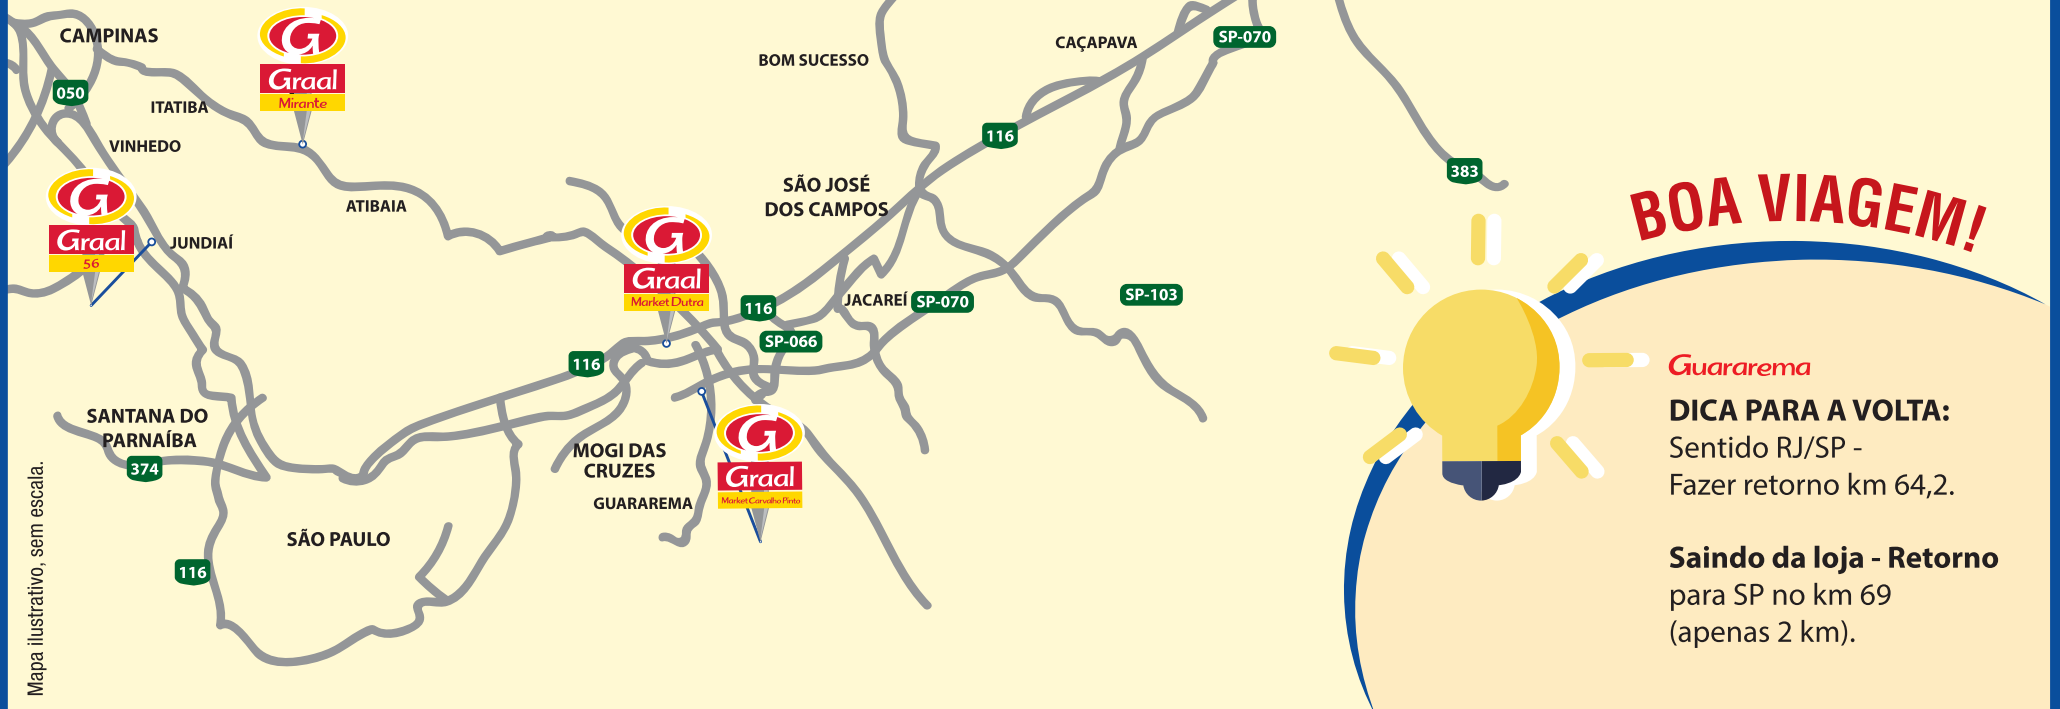 CAMPINAS
050
ITATIBA
VINHEDO
G
Graal
Mirante
G
Graal
56
JUNDIAÍ
ATIBAIA
BOM SUCESSO
CAÇAPAVA
SP-070
116
383
SÃO JOSÉ
DOS CAMPOS
G
Graal
Market Dutra
116
SP-066
JACAREÍ
SP-070
SP-103
116
SANTANA DO
PARNAÍBA
374
MOGI DAS
CRUZES
GUARAREMA
G
Graal
Market Carvalho Pinto
SÃO PAULO
116
Mapa ilustrativo, sem escala.
BOA VIAGEM!
Guararema
DICA PARA A VOLTA:
Sentido RJ/SP -
Fazer retorno km 64,2.
Saindo da loja - Retorno
para SP no km 69
(apenas 2 km).